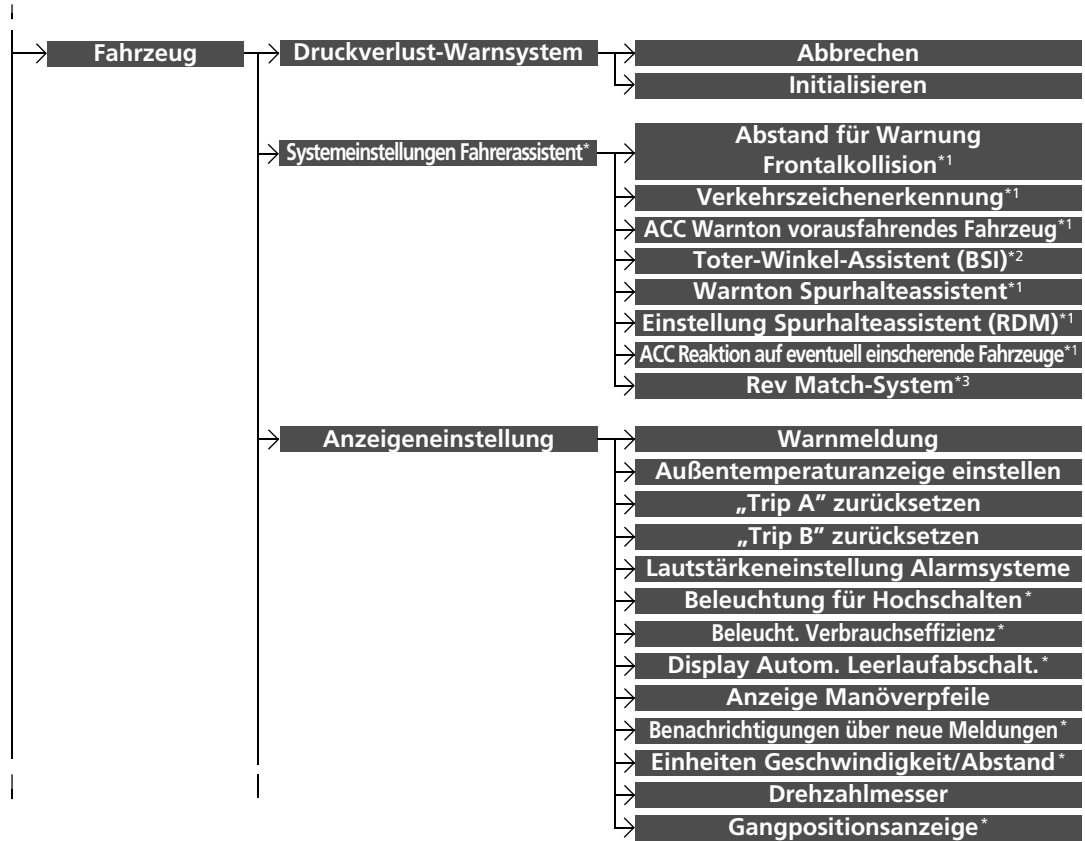 Fahrzeug
Druckverlust-Warnsystem
Abbrechen
Initialisieren
Systemeinstellungen Fahrerassistent*
Abstand für Warnung
Frontalkollision*1
Verkehrszeichenerkennung*1
ACC Warnton vorausfahrendes Fahrzeug*1
Toter-Winkel-Assistent (BSI)*2
Warnton Spurhalteassistent*1
Einstellung Spurhalteassistent (RDM)*1
ACC Reaktion auf eventuell einscherende Fahrzeuge*1
Rev Match-System*3
Anzeigeneinstellung
Warnmeldung
Außentemperaturanzeige einstellen
„Trip A” zurücksetzen
„Trip B” zurücksetzen
Lautstärkeneinstellung Alarmsysteme
Beleuchtung für Hochschalten*
Beleucht. Verbrauchseffizienz*
Display Autom. Leerlaufabschalt.*
Anzeige Manöverpfeile
Benachrichtigungen über neue Meldungen*
Einheiten Geschwindigkeit/Abstand*
Drehzahlmesser
Gangpositionsanzeige*